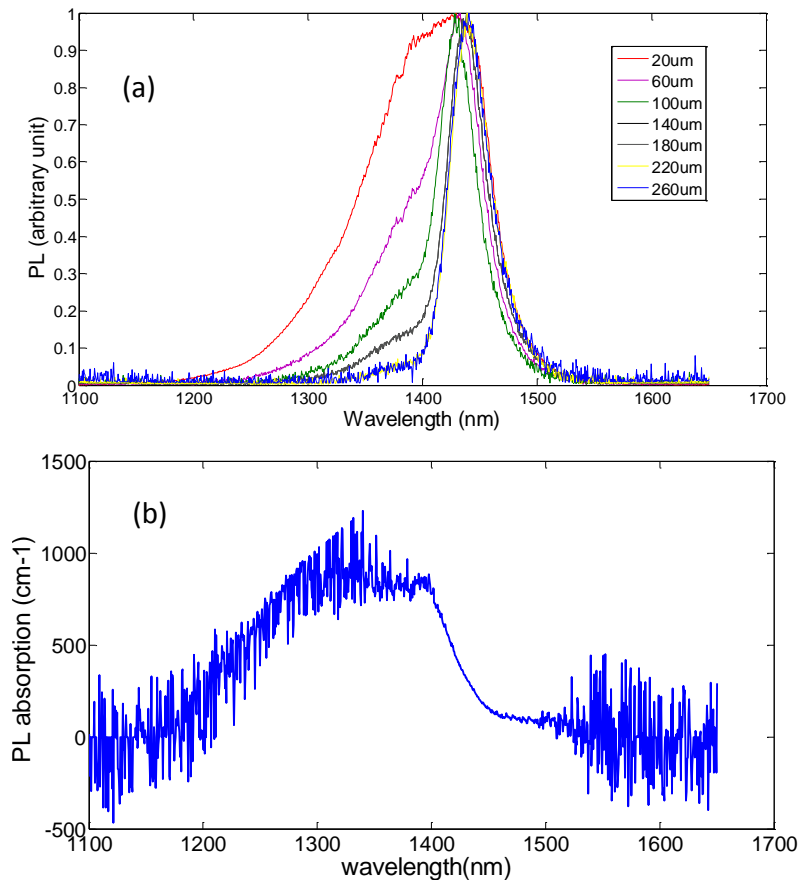 1
0.9
0.8
0.7
0.6
0.5
0.4
0.3
0.2
0.1
0
PL (arbitrary unit)
(a)
20um
60um
100um
140um
180um
220um
260um
1100 1200 1300 1400 1500 1600 1700
Wavelength (nm)
1500
1000
500
0
-500
PL absorption (cm-1)
(b)
1100 1200 1300 1400 1500 1600 1700
wavelength(nm)